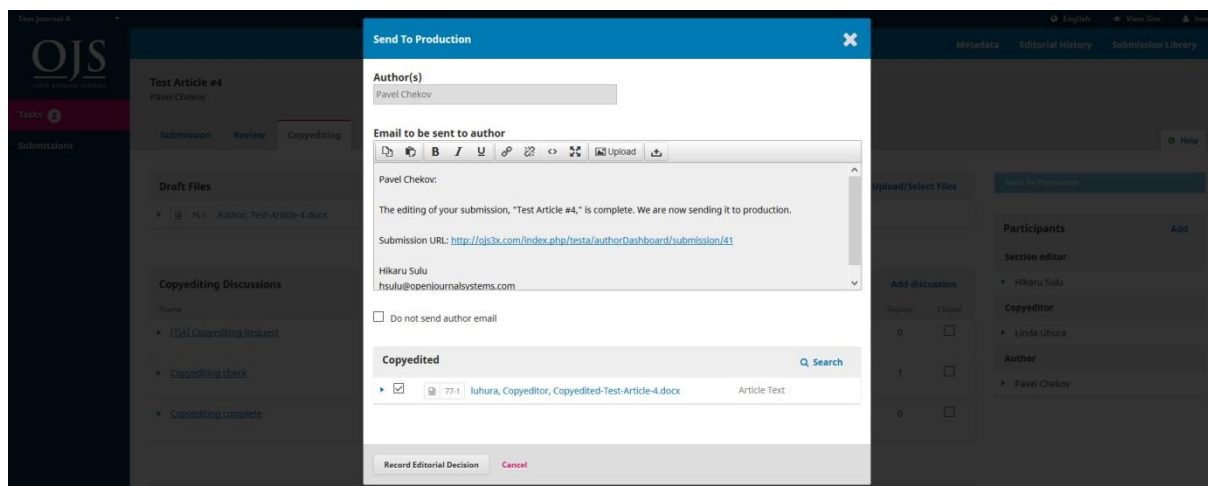 Test Journal A
English
View Site
OJS
OPEN JOURNAL SYSTEMS
Tasks 2
Submissions
Metadata
Editorial History
Submission Library
Test Article #4
Pavel Chekov
Submission
Review
Copyediting
Help
Draft Files
Upload/Select Files
75-1 Author, Test-Article-4.docx
Copyediting Discussions
Add discussion
Name
Replies
Closed
[TJA] Copyediting Request
0
Copyediting check
1
Copyediting complete
0
Send To Production
Participants
Add
Section editor
Hikaru Sulu
Copyeditor
Linda Uhura
Author
Pavel Chekov
Send To Production
Author(s)
Pavel Chekov
Email to be sent to author
B I U Upload
Pavel Chekov:
The editing of your submission, "Test Article #4," is complete. We are now sending it to production.
Submission URL: http://ojs3x.com/index.php/testa/authorDashboard/submission/41
Hikaru Sulu
hsulu@openjournalsystems.com
Do not send author email
Copyedited
Search
77-1 luhura, Copyeditor, Copyedited-Test-Article-4.docx Article Text
Record Editorial Decision
Cancel